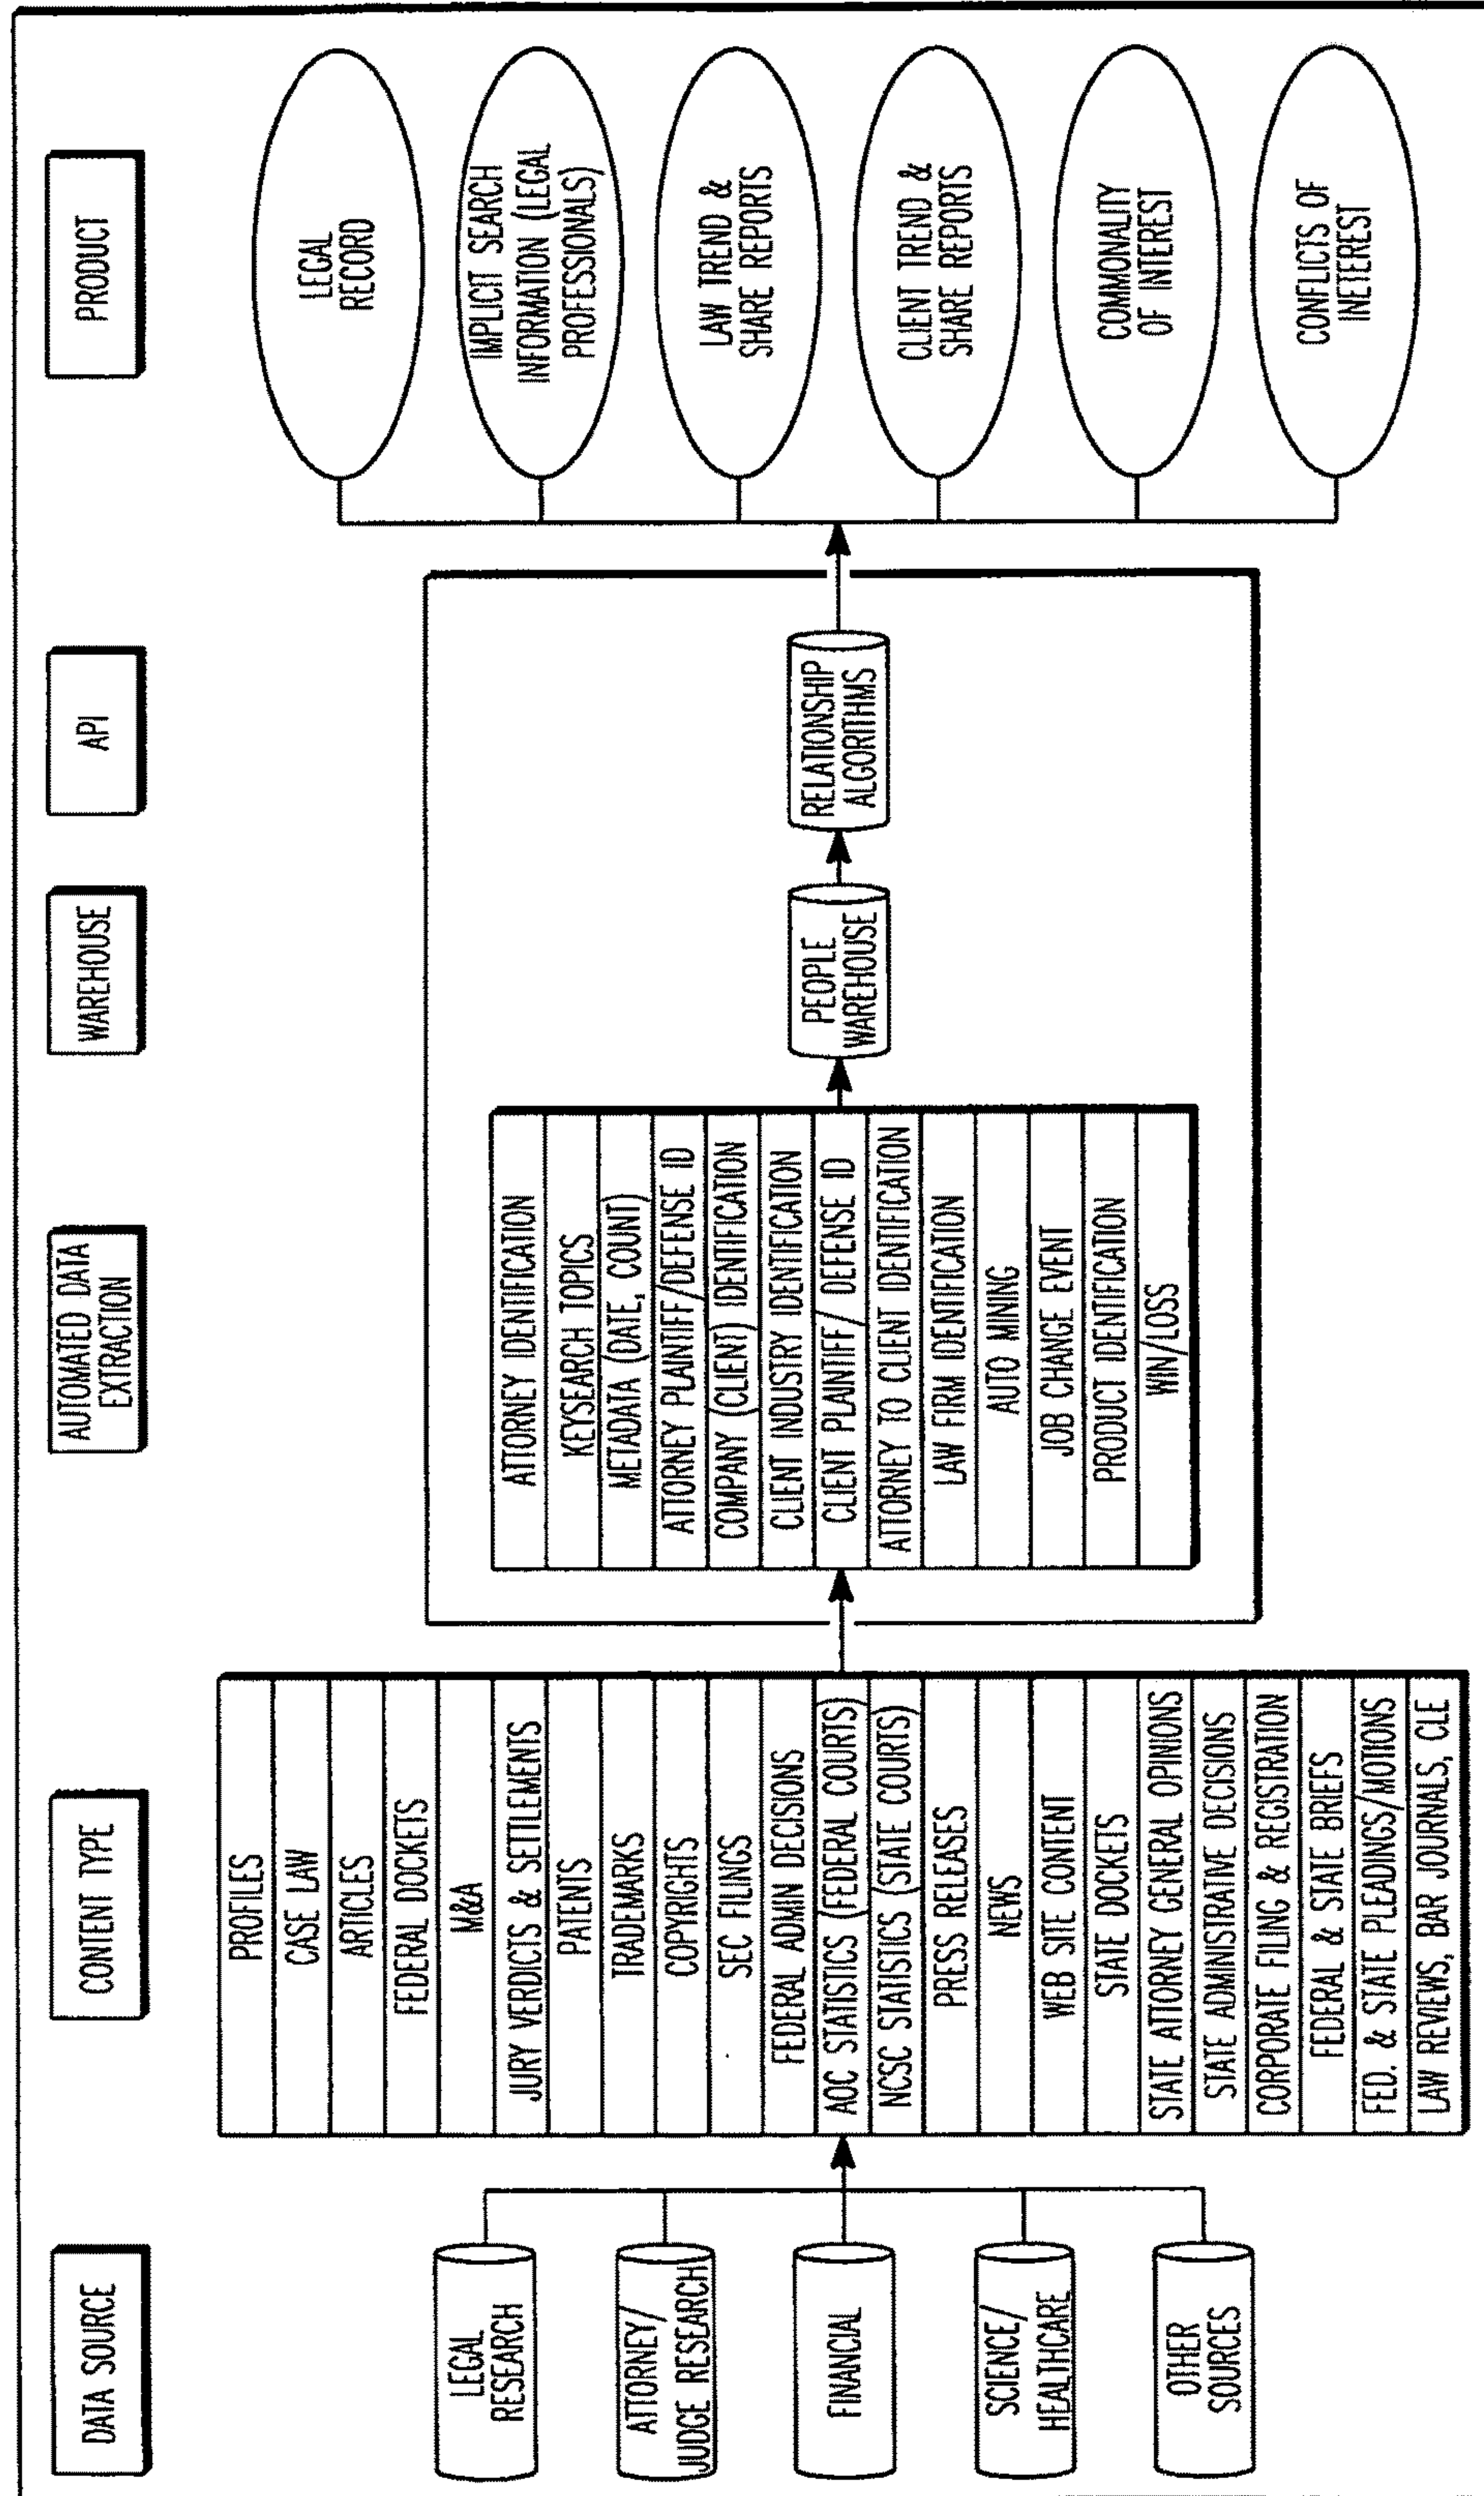 DATA SOURCE
CONTENT TYPE
AUTOMATED DATA
EXTRACTION
WAREHOUSE
API
PRODUCT
LEGAL
RESEARCH
ATTORNEY/
JUDGE RESEARCH
FINANCIAL
SCIENCE/
HEALTHCARE
OTHER
SOURCES
PROFILES
CASE LAW
ARTICLES
FEDERAL DOCKETS
M&A
JURY VERDICTS & SETTLEMENTS
PATENTS
TRADEMARKS
COPYRIGHTS
SEC FILINGS
FEDERAL ADMIN DECISIONS
AOC STATISTICS (FEDERAL COURTS)
NCSC STATISTICS (STATE COURTS)
PRESS RELEASES
NEWS
WEB SITE CONTENT
STATE DOCKETS
STATE ATTORNEY GENERAL OPINIONS
STATE ADMINISTRATIVE DECISIONS
CORPORATE FILING & REGISTRATION
FEDERAL & STATE BRIEFS
FED. & STATE PLEADINGS/MOTIONS
LAW REVIEWS, BAR JOURNALS, CLE
ATTORNEY IDENTIFICATION
KEYSEARCH TOPICS
METADATA (DATE, COUNT)
ATTORNEY PLAINTIFF/DEFENSE ID
COMPANY (CLIENT) IDENTIFICATION
CLIENT INDUSTRY IDENTIFICATION
CLIENT PLAINTIFF/ DEFENSE ID
ATTORNEY TO CLIENT IDENTIFICATION
LAW FIRM IDENTIFICATION
AUTO MINING
JOB CHANGE EVENT
PRODUCT IDENTIFICATION
WIN/LOSS
PEOPLE
WAREHOUSE
RELATIONSHIP
ALGORITHMS
LEGAL
RECORD
IMPLICIT SEARCH
INFORMATION (LEGAL
PROFESSIONALS)
LAW TREND &
SHARE REPORTS
CLIENT TREND &
SHARE REPORTS
COMMONALITY
OF INTEREST
CONFLICTS OF
INETEREST